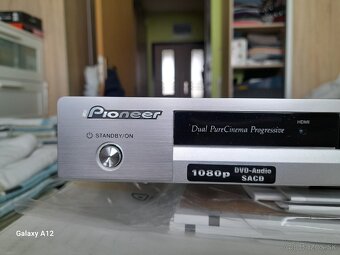 Pioneer
HDMI
Dual PureCinema Progressive
STANDBY/ON
1080p DVD-Audio
SACD
Galaxy A12